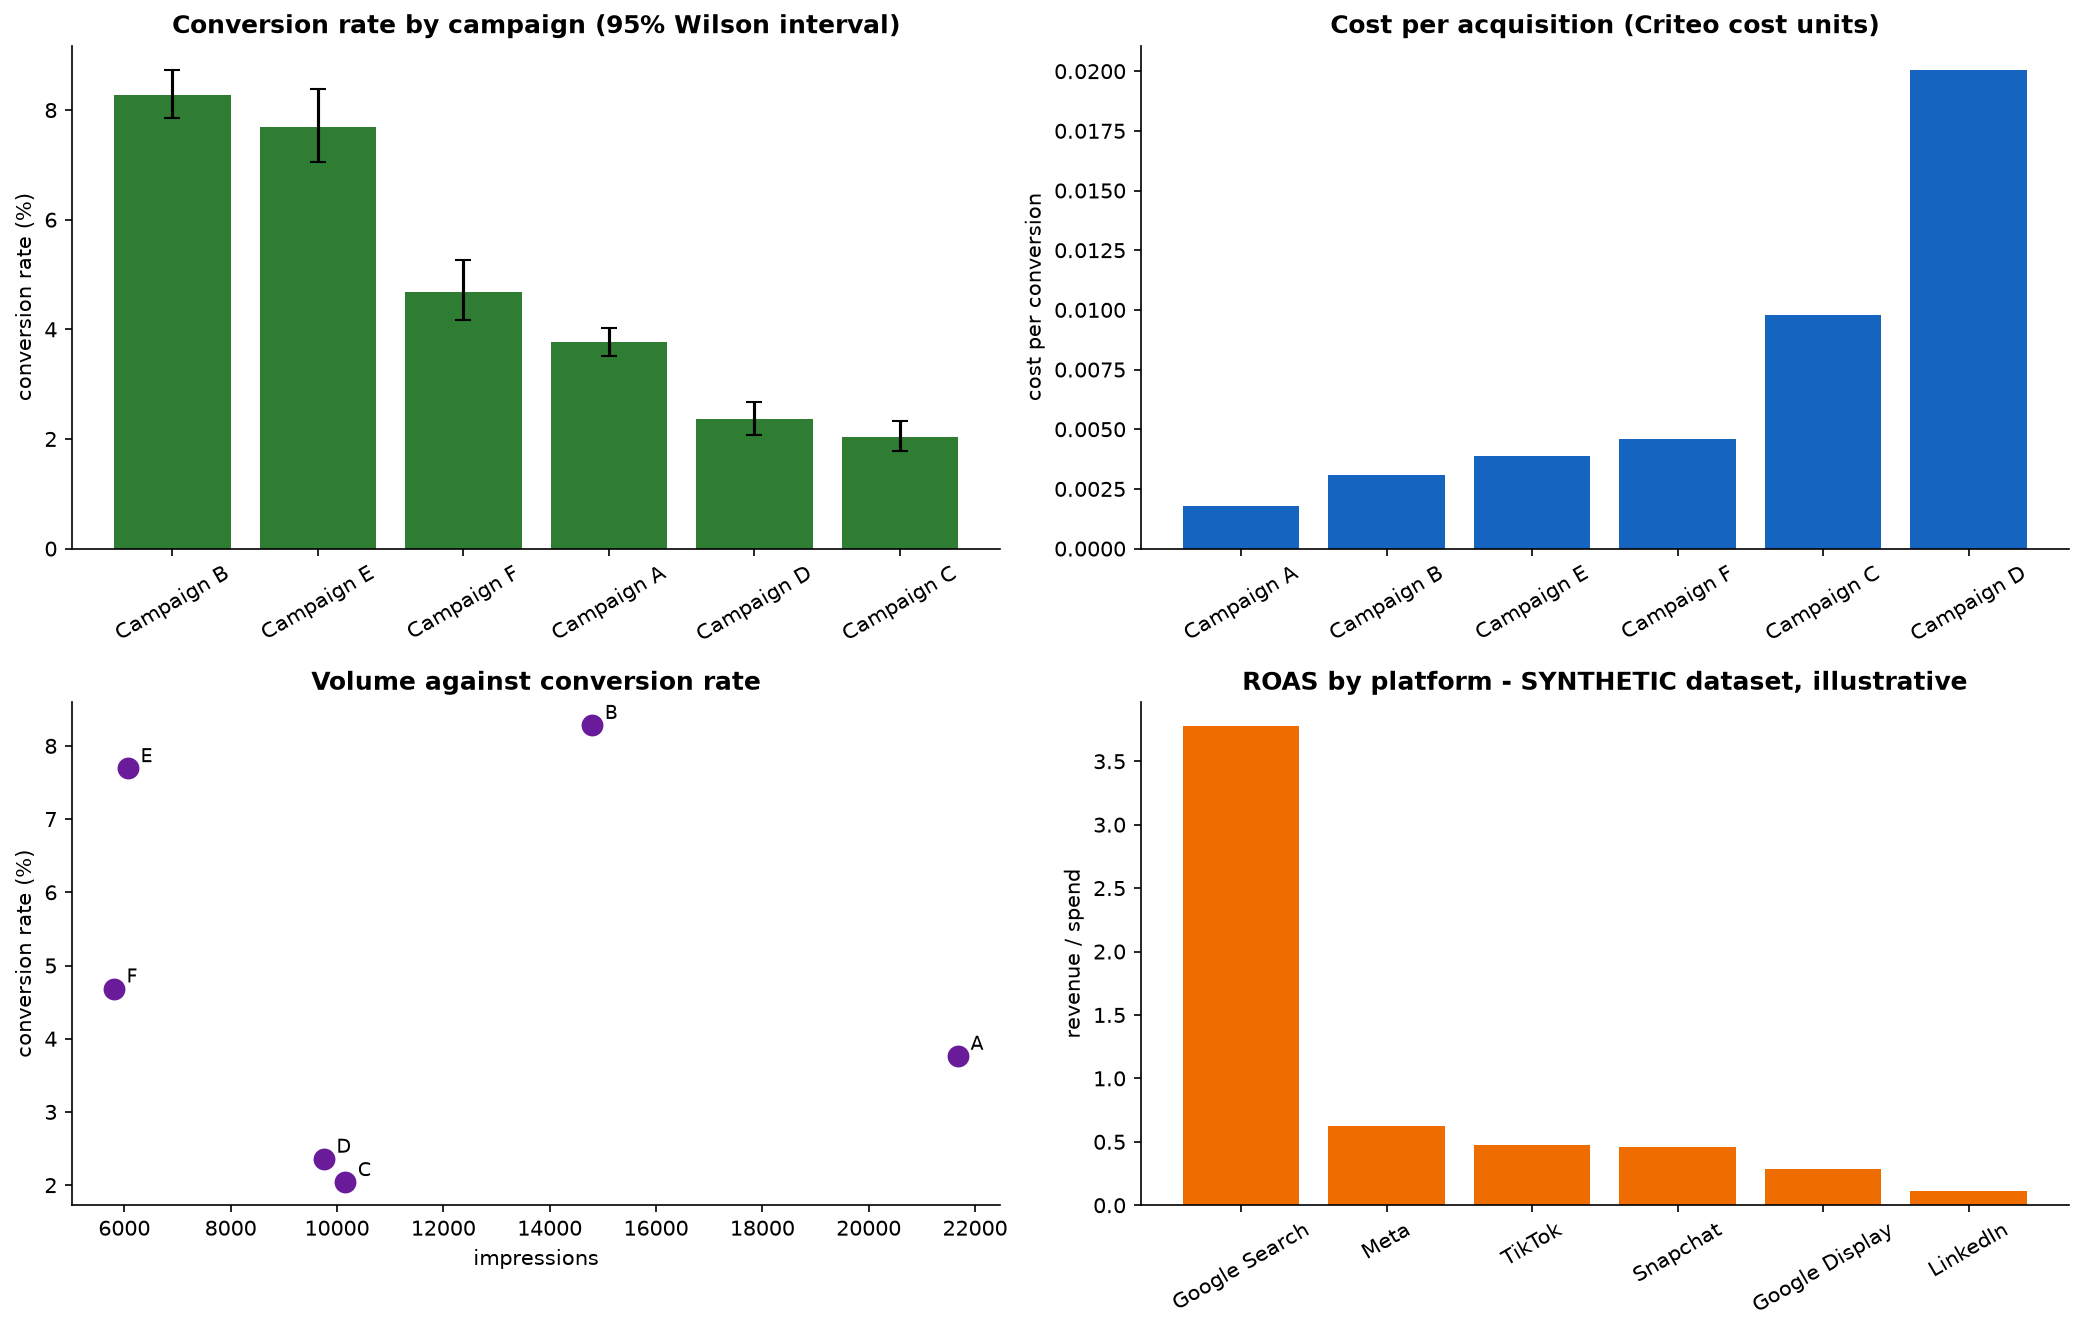 Conversion rate by campaign (95% Wilson interval)
conversion rate (%)
8
6
4
2
0
Campaign B
Campaign E
Campaign F
Campaign A
Campaign D
Campaign C
Cost per acquisition (Criteo cost units)
cost per conversion
0.0200
0.0175
0.0150
0.0125
0.0100
0.0075
0.0050
0.0025
0.0000
Campaign A
Campaign B
Campaign E
Campaign F
Campaign C
Campaign D
Volume against conversion rate
conversion rate (%)
8
7
6
5
4
3
2
B
E
F
A
D
C
6000
8000
10000
12000
14000
16000
18000
20000
22000
impressions
ROAS by platform - SYNTHETIC dataset, illustrative
revenue / spend
3.5
3.0
2.5
2.0
1.5
1.0
0.5
0.0
Google Search
Meta
TikTok
Snapchat
Google Display
LinkedIn